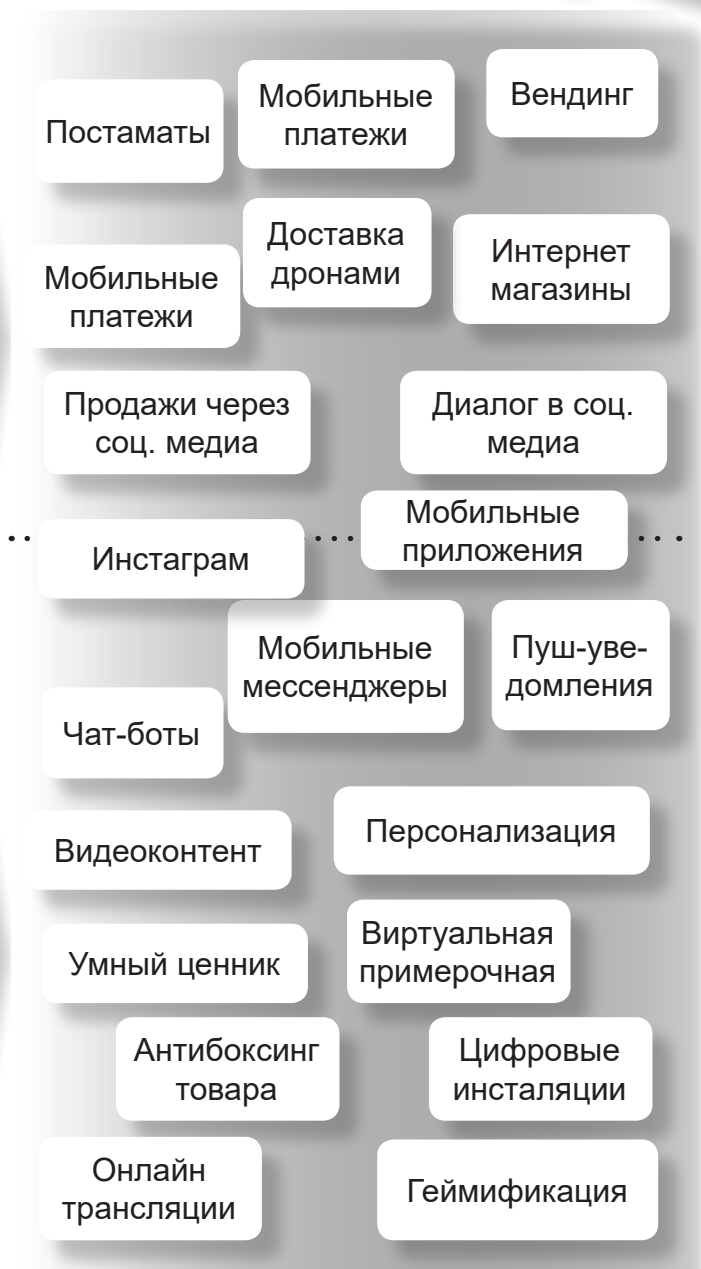 Постаматы
Мобильные
платежи
Вендинг
Мобильные
платежи
Доставка
дронами
Интернет
магазины
Продажи через
соц. медиа
Диалог в соц.
медиа
Инстаграм
Мобильные
приложения
Мобильные
мессенджеры
Пуш-уве-
домления
Чат-боты
Видеоконтент
Персонализация
Умный ценник
Виртуальная
примерочная
Антибоксинг
товара
Цифровые
инсталяции
Онлайн
трансляции
Геймификация